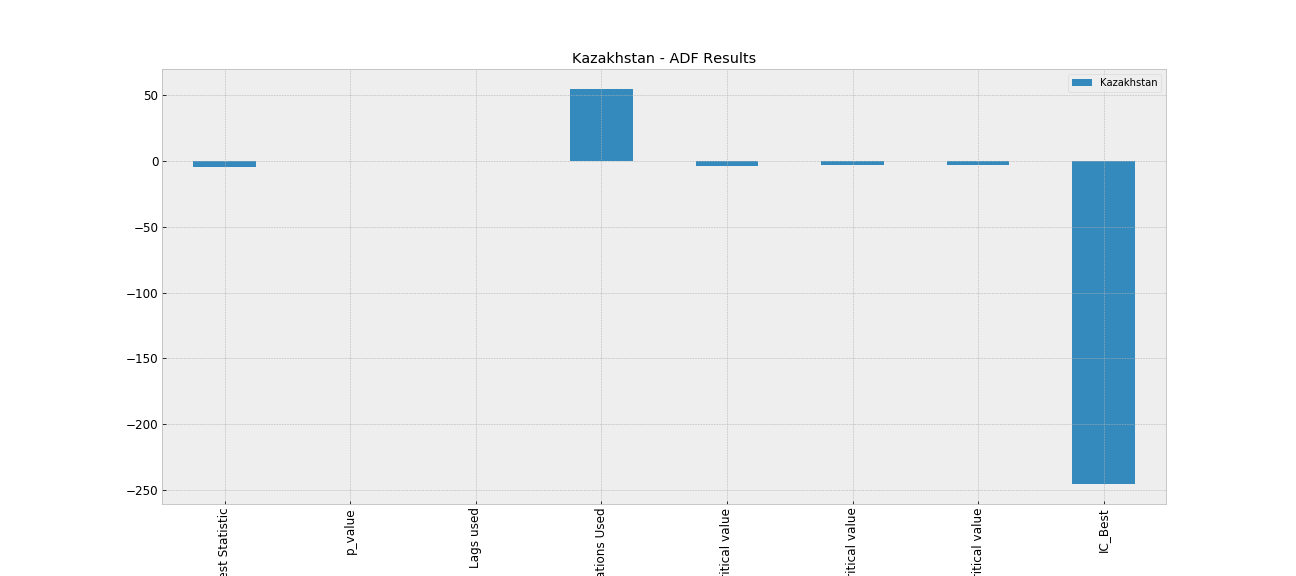 Kazakhstan - ADF Results
Kazakhstan
50
0
−50
−100
−150
−200
−250
est Statistic
p_value
Lags used
ations Used
ritical value
ritical value
ritical value
IC_Best